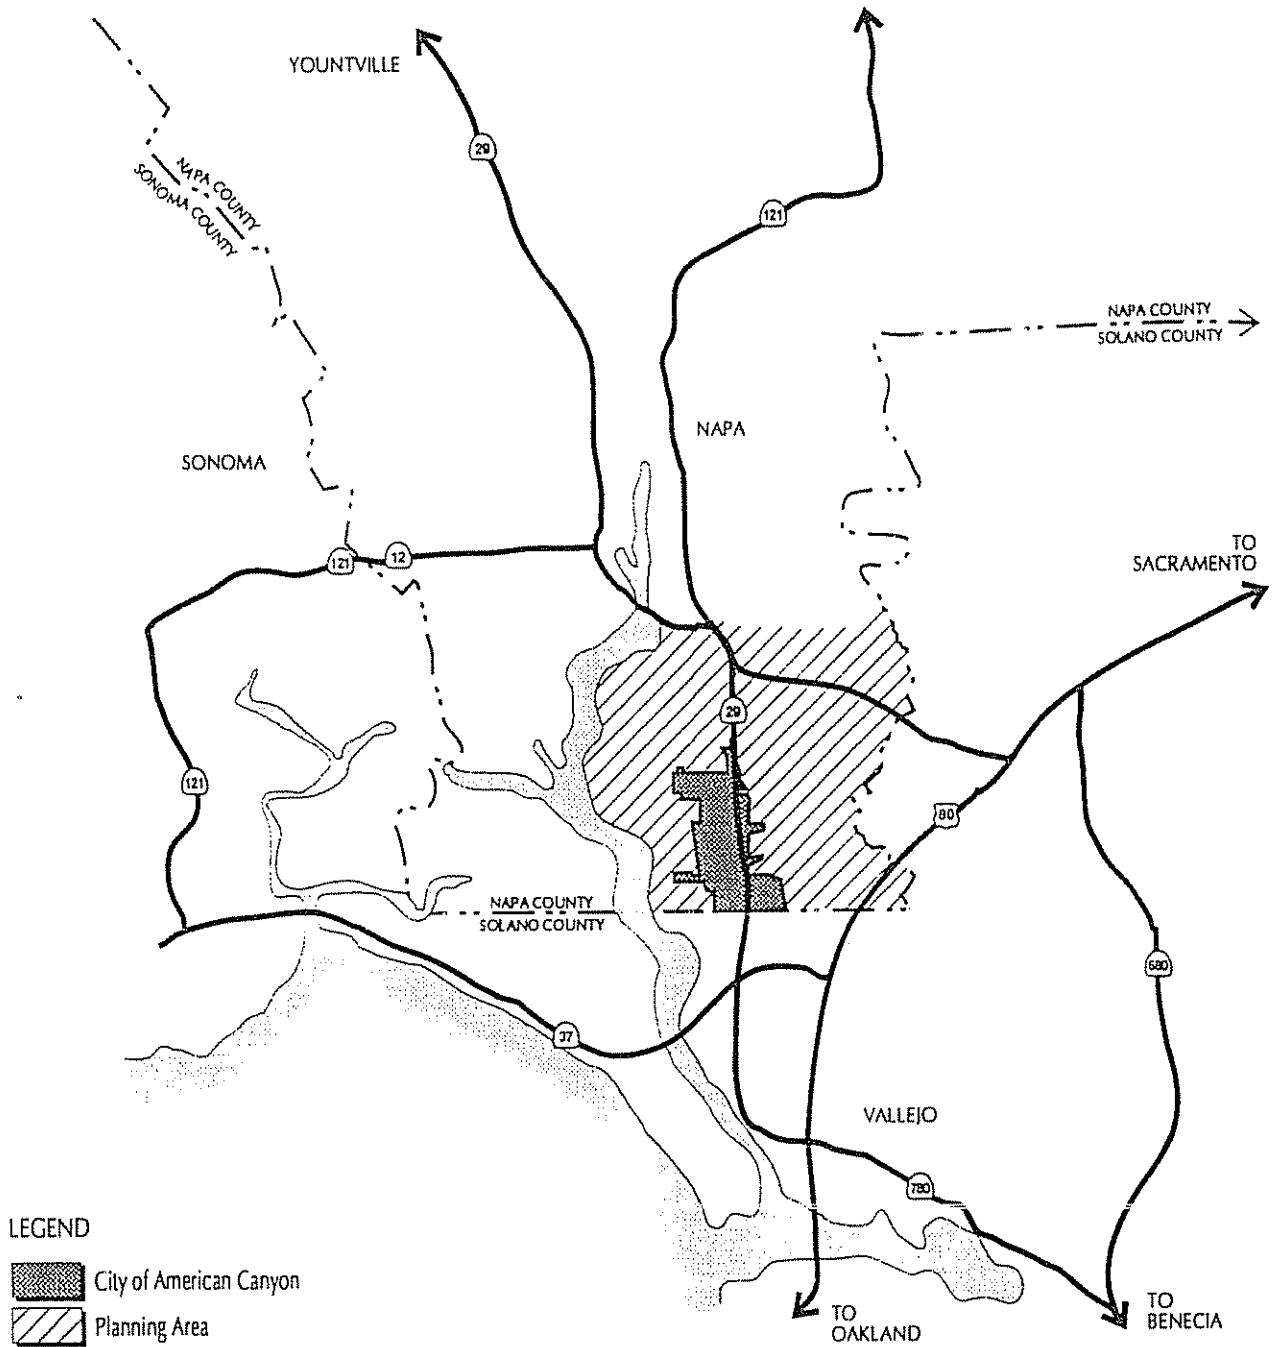 YOUNTVILLE
29
NAPA COUNTY
SONOMA COUNTY
121
NAPA COUNTY
SOLANO COUNTY
NAPA
SONOMA
TO
SACRAMENTO
121
12
29
121
80
NAPA COUNTY
SOLANO COUNTY
680
37
VALLEJO
780
LEGEND
City of American Canyon
Planning Area
TO
OAKLAND
TO
BENECIA